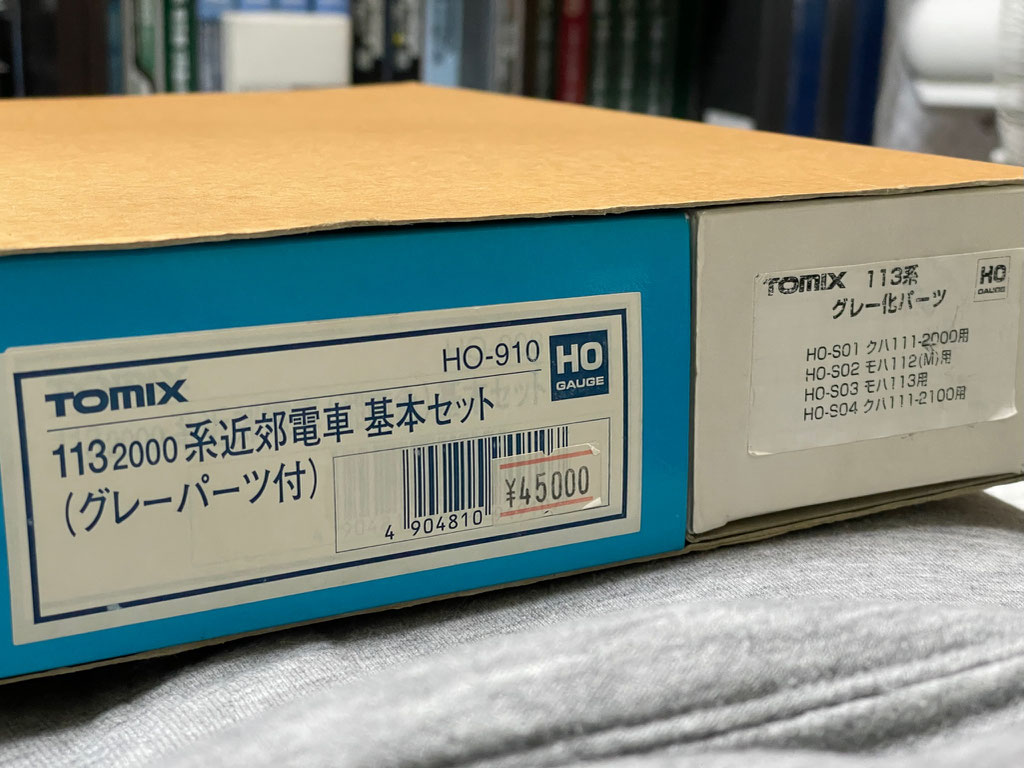 TOMIX HO-910 HO GAUGE
113 2000 系近郊電車 基本セット
(グレーパーツ付)
¥45000
4 904810
TOMIX 113系 HO GAUGE
グレー化パーツ
HO-S01 クハ111-2000用
HO-S02 モハ112(M)用
HO-S03 モハ113用
HO-S04 クハ111-2100用